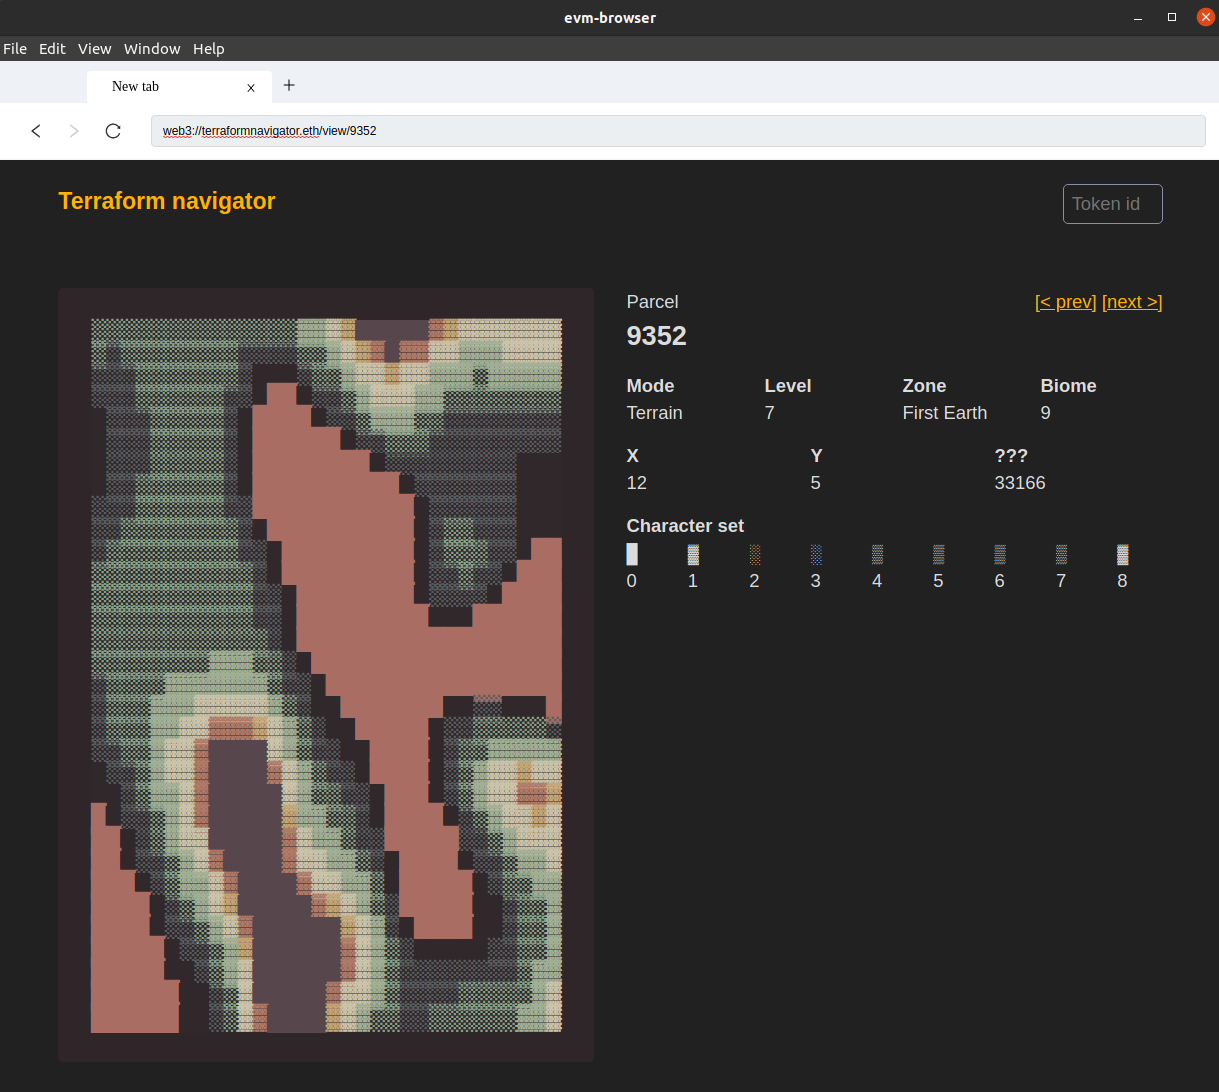 evm-browser
File Edit View Window Help
New tab
web3://terraformnavigator.eth/view/9352
Terraform navigator
Token id
Parcel
[< prev] [next >]
9352
Mode Level Zone Biome
Terrain 7 First Earth 9
X Y ???
12 5 33166
Character set
█ ▓ ░ ░ ▒ ▒ ▒ ▒ ▓
0 1 2 3 4 5 6 7 8